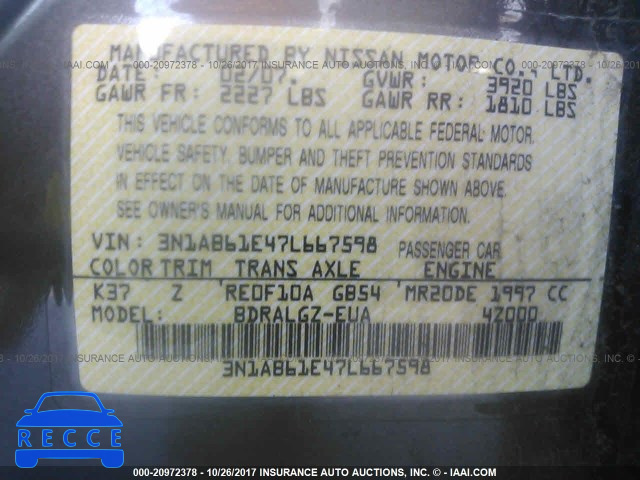 MANUFACTURED BY NISSAN MOTOR CO., LTD.
DATE: 07/07. GVWR: 3920 LBS
GAWR FR: 2227 LBS GAWR RR: 1810 LBS
THIS VEHICLE CONFORMS TO ALL APPLICABLE FEDERAL MOTOR
VEHICLE SAFETY, BUMPER AND THEFT PREVENTION STANDARDS
IN EFFECT ON THE DATE OF MANUFACTURE SHOWN ABOVE.
SEE OWNER'S MANUAL FOR ADDITIONAL INFORMATION.
VIN: 3N1AB61E47L667598 PASSENGER CAR
COLOR TRIM TRANS AXLE ENGINE
K37 Z RE0F10A GB54 MR20DE 1997 CC
MODEL: BDRALGZ-EUA 4Z000
3N1AB61E47L667598
RECCE
000-20972378 - 10/26/2017 INSURANCE AUTO AUCTIONS, INC. - © IAAI.COM